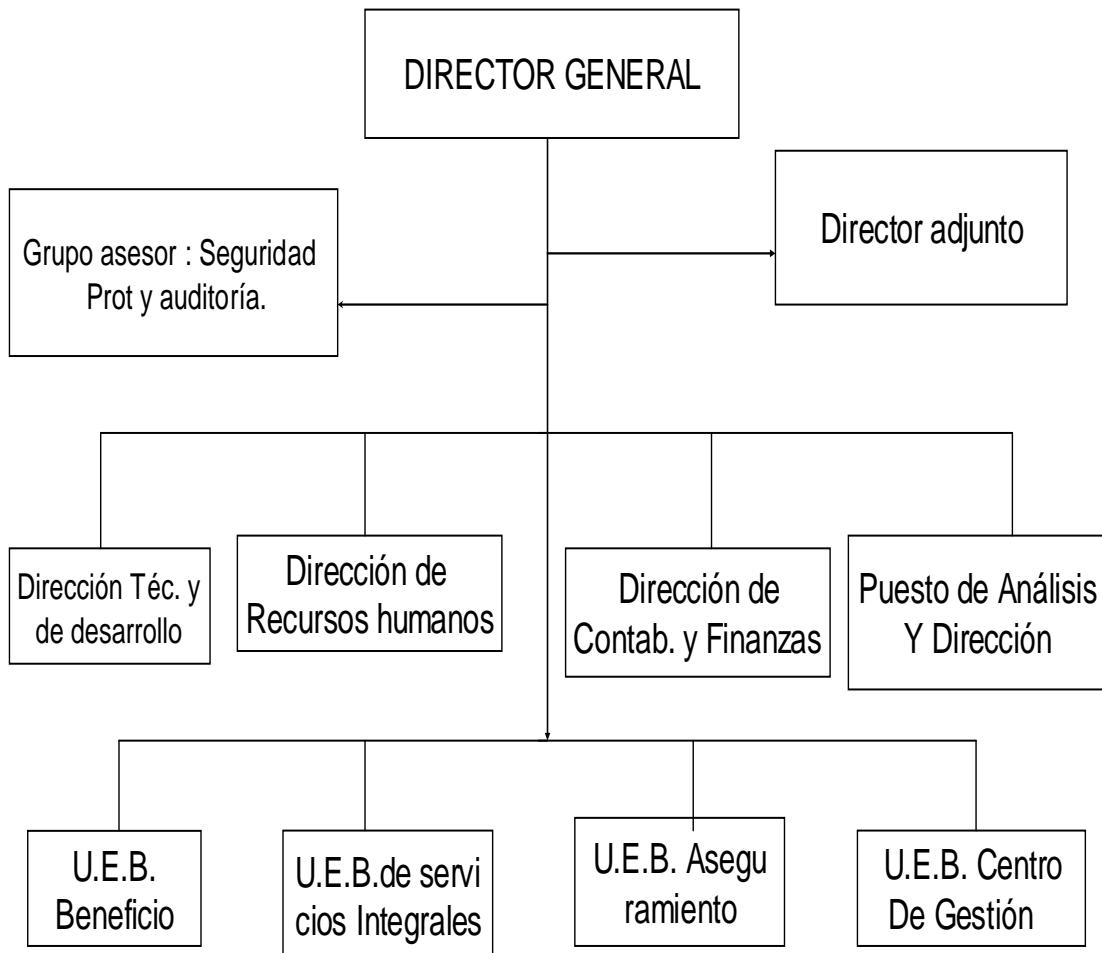 DIRECTOR GENERAL
Director adjunto
Grupo asesor : Seguridad
Prot y auditoría.
Dirección Téc. y
de desarrollo
Dirección de
Recursos humanos
Dirección de
Contab. y Finanzas
Puesto de Análisis
Y Dirección
U.E.B.
Beneficio
U.E.B.de servi
cios Integrales
U.E.B. Asegu
ramiento
U.E.B. Centro
De Gestión